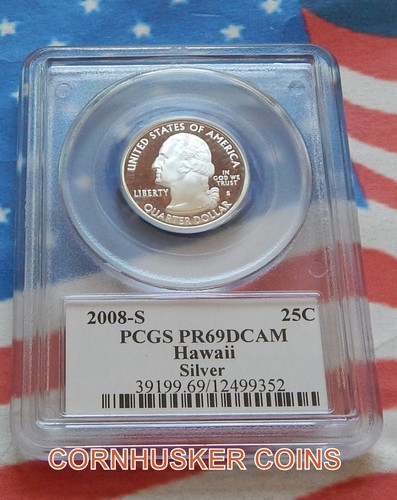 UNITED STATES OF AMERICA
LIBERTY
IN
GOD WE
TRUST
S
QUARTER DOLLAR
2008-S 25C
PCGS PR69DCAM
Hawaii
Silver
39199.69/12499352
CORNHUSKER COINS